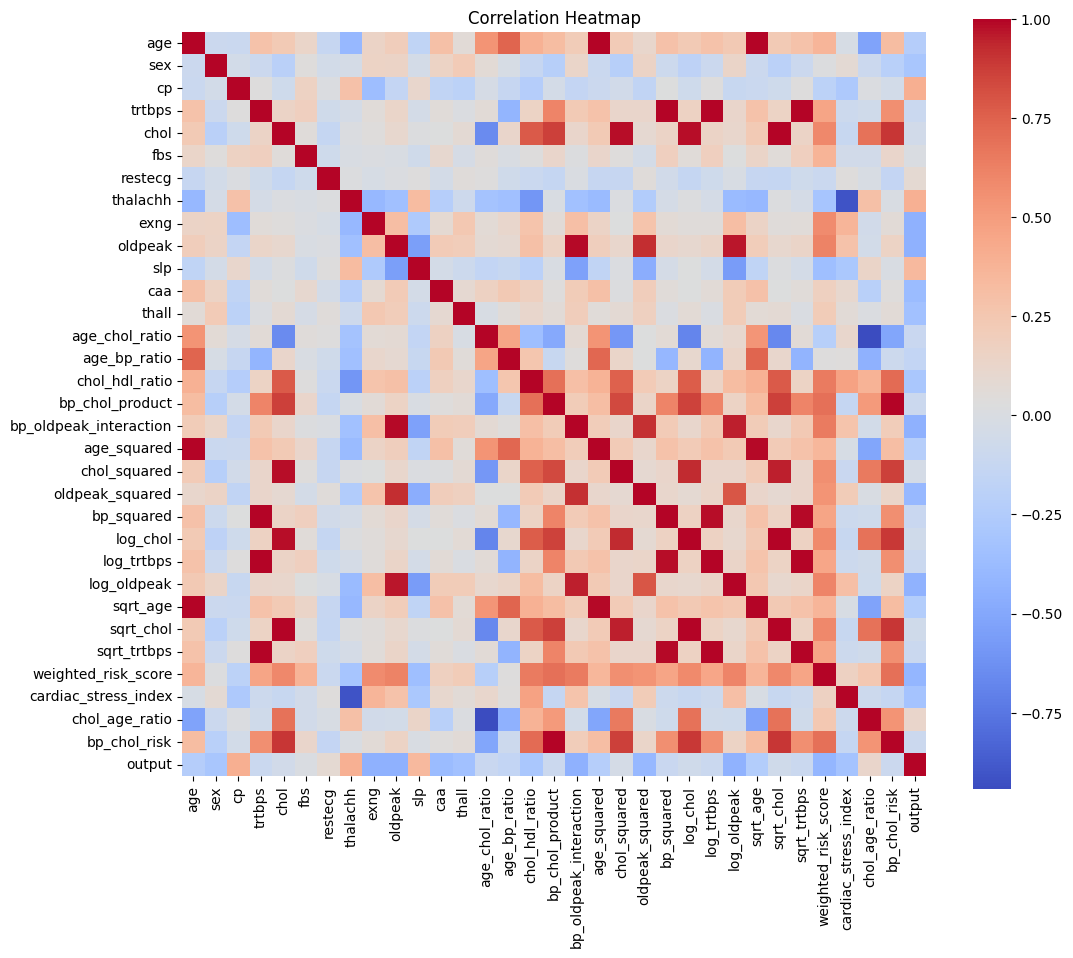 Correlation Heatmap
age
sex
cp
trtbps
chol
fbs
restecg
thalachh
exng
oldpeak
slp
caa
thall
age_chol_ratio
age_bp_ratio
chol_hdl_ratio
bp_chol_product
bp_oldpeak_interaction
age_squared
chol_squared
oldpeak_squared
bp_squared
log_chol
log_trtbps
log_oldpeak
sqrt_age
sqrt_chol
sqrt_trtbps
weighted_risk_score
cardiac_stress_index
chol_age_ratio
bp_chol_risk
output
age
sex
cp
trtbps
chol
fbs
restecg
thalachh
exng
oldpeak
slp
caa
thall
age_chol_ratio
age_bp_ratio
chol_hdl_ratio
bp_chol_product
bp_oldpeak_interaction
age_squared
chol_squared
oldpeak_squared
bp_squared
log_chol
log_trtbps
log_oldpeak
sqrt_age
sqrt_chol
sqrt_trtbps
weighted_risk_score
cardiac_stress_index
chol_age_ratio
bp_chol_risk
output
1.00
0.75
0.50
0.25
0.00
−0.25
−0.50
−0.75